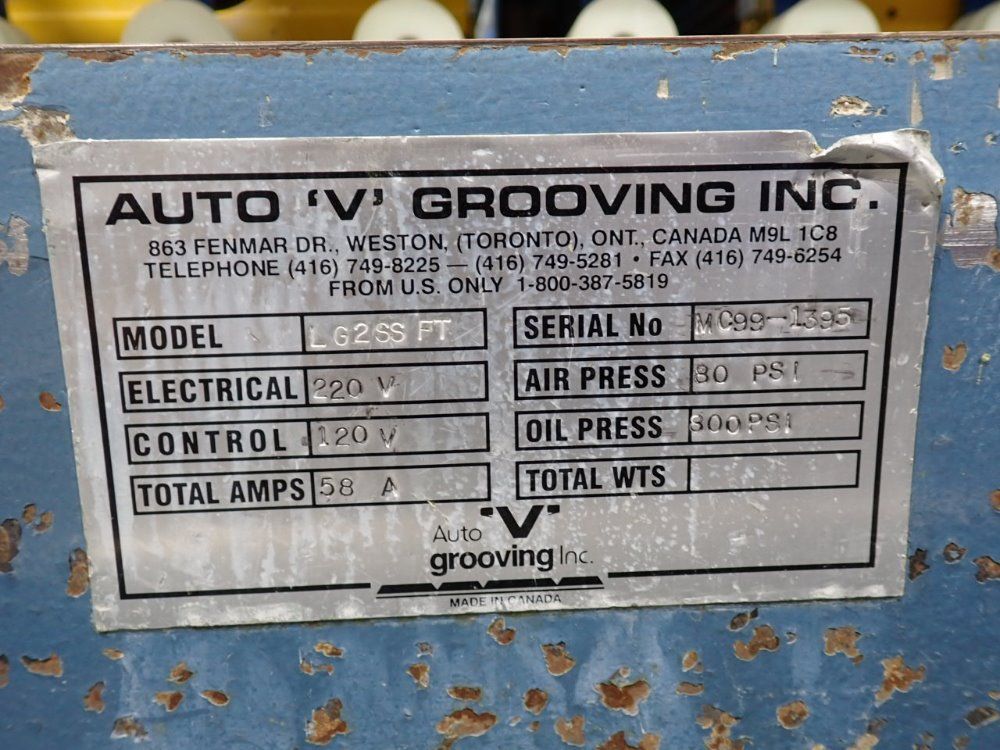 AUTO 'V' GROOVING INC.
863 FENMAR DR., WESTON, (TORONTO), ONT., CANADA M9L 1C8
TELEPHONE (416) 749-8225 — (416) 749-5281 • FAX (416) 749-6254
FROM U.S. ONLY 1-800-387-5819
MODEL LG2SS FT
SERIAL No MC99-1395
ELECTRICAL 220 V
AIR PRESS 80 PSI
CONTROL 120 V
OIL PRESS 800PSI
TOTAL AMPS 58 A
TOTAL WTS
Auto "V"
grooving Inc.
MADE IN CANADA